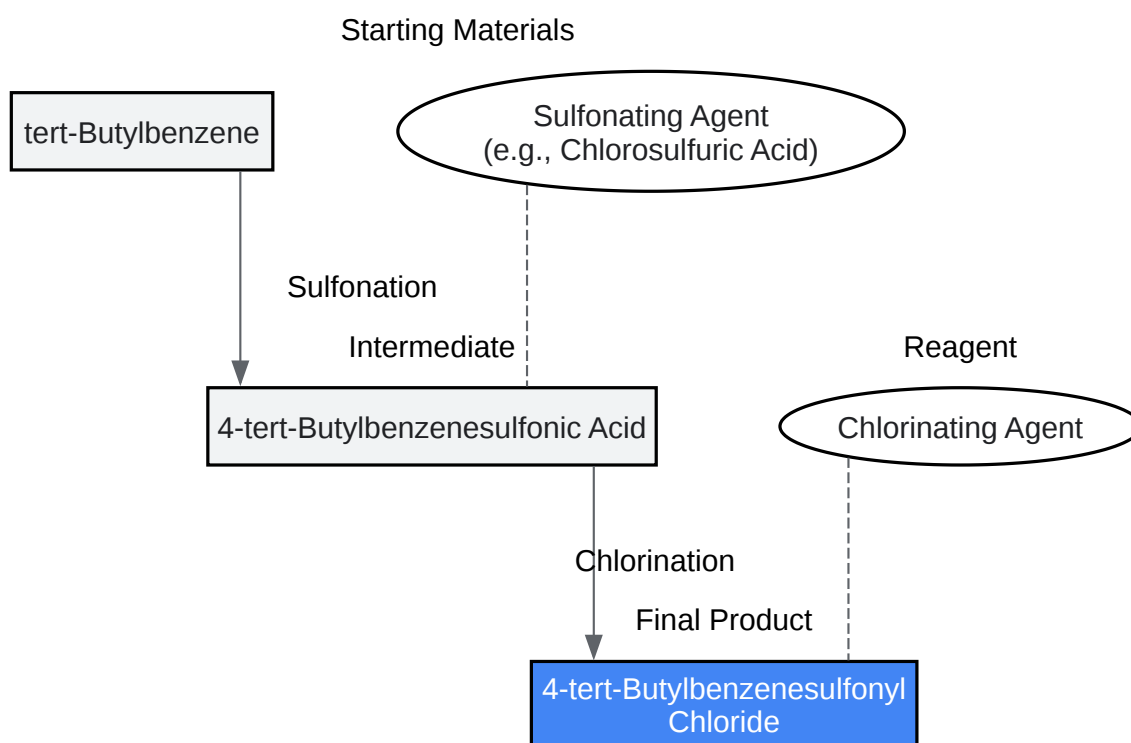 Starting Materials
tert-Butylbenzene
Sulfonating Agent
(e.g., Chlorosulfuric Acid)
Sulfonation
Intermediate
Reagent
4-tert-Butylbenzenesulfonic Acid
Chlorinating Agent
Chlorination
Final Product
4-tert-Butylbenzenesulfonyl
Chloride